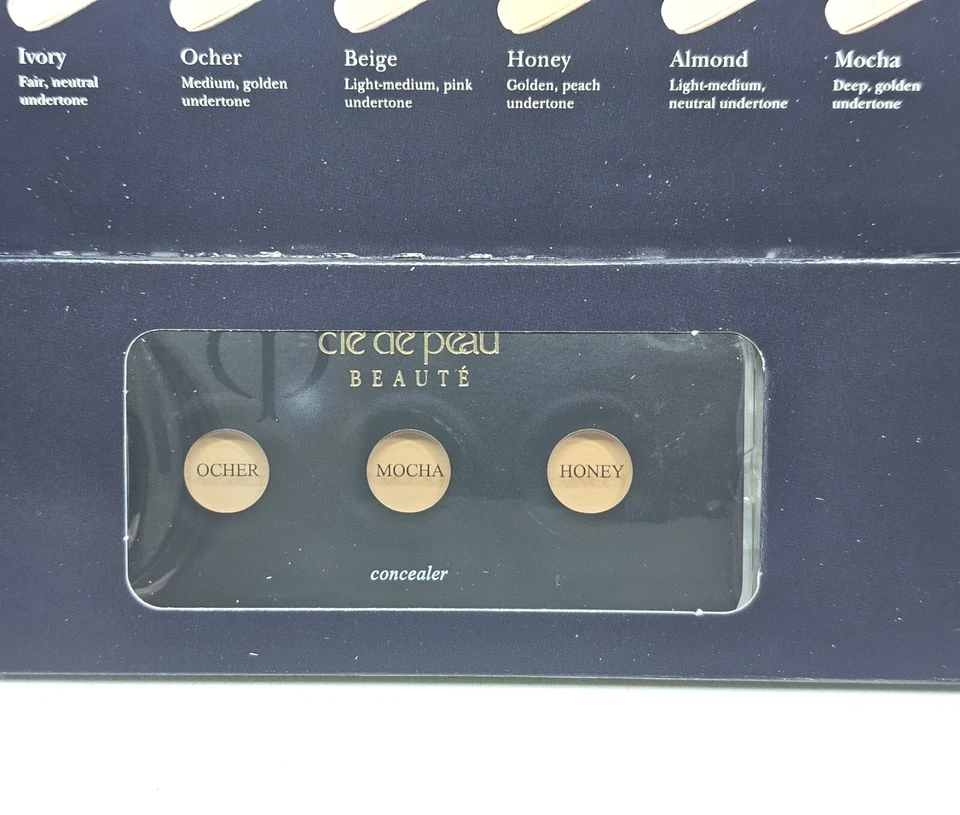 Ivory
Fair, neutral
undertone
Ocher
Medium, golden
undertone
Beige
Light-medium, pink
undertone
Honey
Golden, peach
undertone
Almond
Light-medium,
neutral undertone
Mocha
Deep, golden
undertone
clé de peau
BEAUTÉ
OCHER
MOCHA
HONEY
concealer